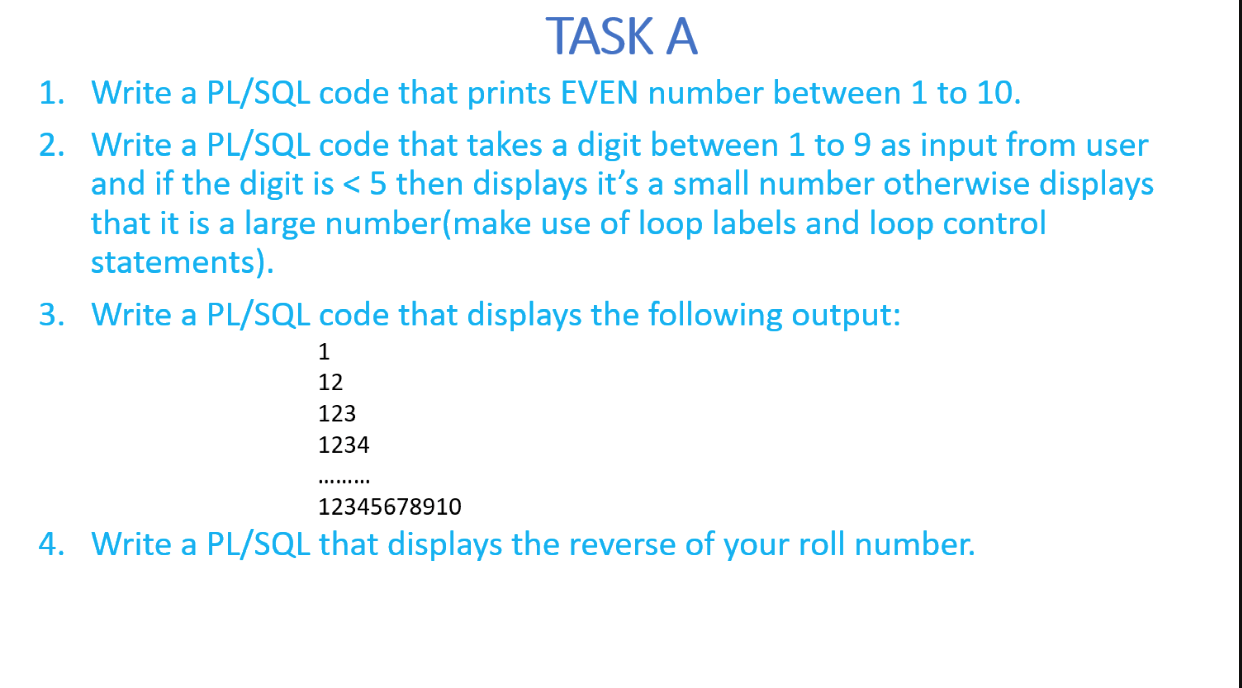 TASK A
1. Write a PL/SQL code that prints EVEN number between 1 to 10.
2. Write a PL/SQL code that takes a digit between 1 to 9 as input from user
and if the digit is < 5 then displays it’s a small number otherwise displays
that it is a large number(make use of loop labels and loop control
statements).
3. Write a PL/SQL code that displays the following output:
1
12
123
1234
.........
12345678910
4. Write a PL/SQL that displays the reverse of your roll number.